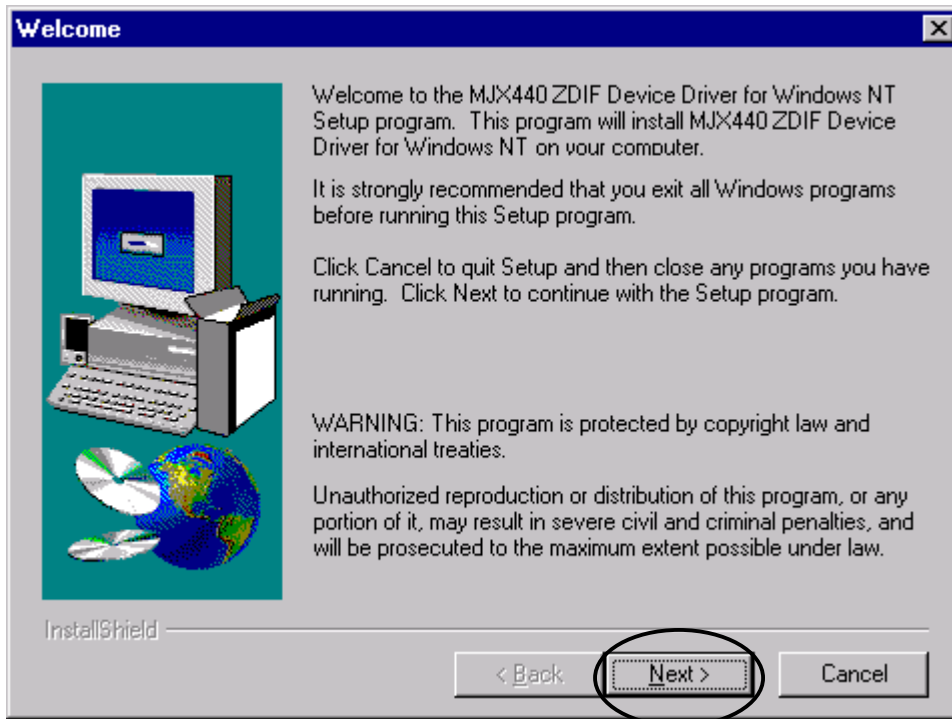 Welcome
Welcome to the MJX440 ZDIF Device Driver for Windows NT
Setup program. This program will install MJX440 ZDIF Device
Driver for Windows NT on your computer.
It is strongly recommended that you exit all Windows programs
before running this Setup program.
Click Cancel to quit Setup and then close any programs you have
running. Click Next to continue with the Setup program.
WARNING: This program is protected by copyright law and
international treaties.
Unauthorized reproduction or distribution of this program, or any
portion of it, may result in severe civil and criminal penalties, and
will be prosecuted to the maximum extent possible under law.
InstallShield
< Back
Next >
Cancel